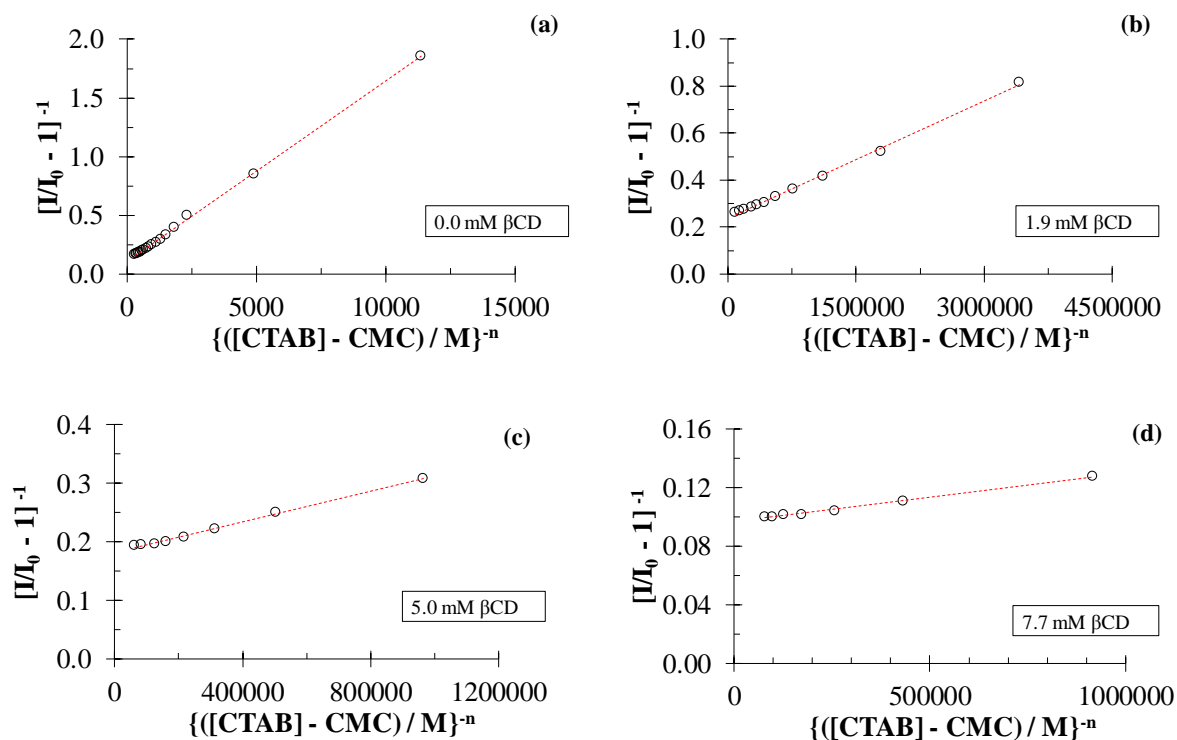 (a)
2.0
1.5
1.0
0.5
0.0
[I/I₀ - 1]⁻¹
0.0 mM βCD
0 5000 10000 15000
{([CTAB] - CMC) / M}⁻ⁿ
(b)
1.0
0.8
0.6
0.4
0.2
0.0
[I/I₀ - 1]⁻¹
1.9 mM βCD
0 1500000 3000000 4500000
{([CTAB] - CMC) / M}⁻ⁿ
(c)
0.4
0.3
0.2
0.1
0.0
[I/I₀ - 1]⁻¹
5.0 mM βCD
0 400000 800000 1200000
{([CTAB] - CMC) / M}⁻ⁿ
(d)
0.16
0.12
0.08
0.04
0.00
[I/I₀ - 1]⁻¹
7.7 mM βCD
0 500000 1000000
{([CTAB] - CMC) / M}⁻ⁿ